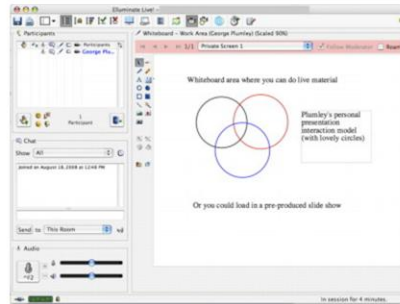 Elluminate Live!
Participants
Participants
George Plu...
1
Participant
Chat
Show All
Joined on August 18, 2008 at 12:48 PM
Send to This Room
Audio
F2
Whiteboard - Work Area (George Plumley) (Scaled 90%)
1/1 Private Screen 1 Follow Moderator Roam
Whiteboard area where you can do live material
Plumley's personal
presentation
interaction model
(with lovely circles)
Or you could load in a pre-produced slide show
In session for 4 minutes.